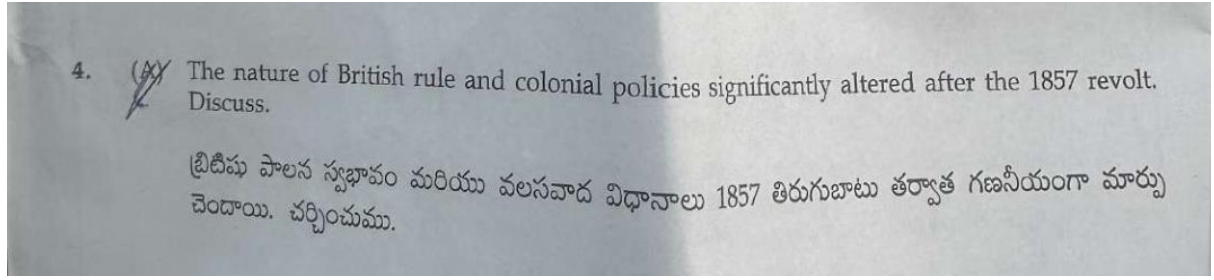 4. (A) The nature of British rule and colonial policies significantly altered after the 1857 revolt.
Discuss.
బ్రిటిషు పాలన స్వభావం మరియు వలసవాద విధానాలు 1857 తిరుగుబాటు తర్వాత గణనీయంగా మార్పు
చెందాయి. చర్చించుము.